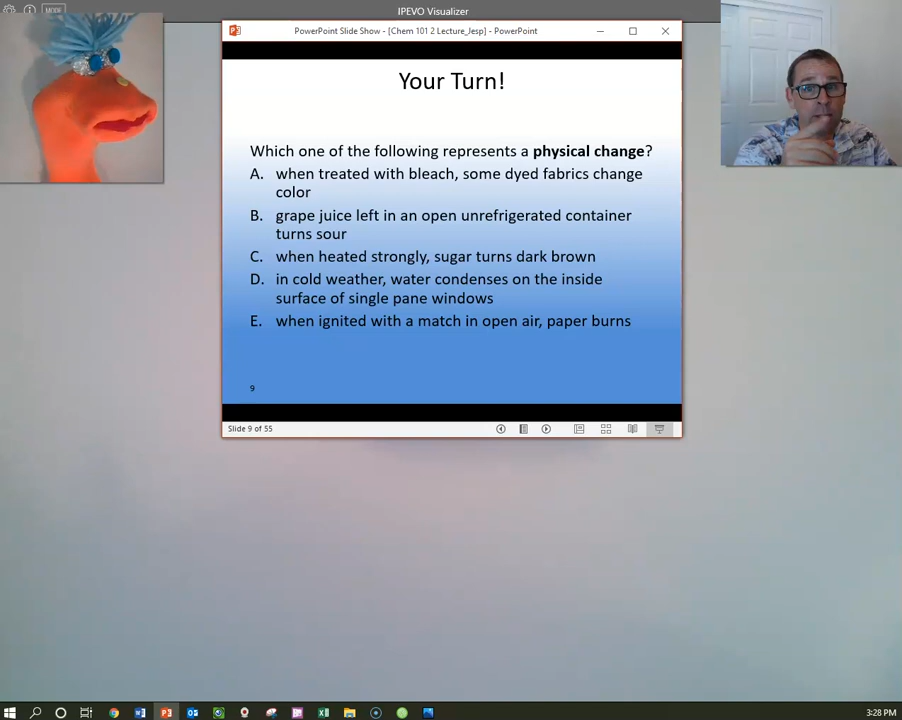 IPEVO Visualizer
MODE
PowerPoint Slide Show - [Chem 101 2 Lecture_Jesp] - PowerPoint
Your Turn!
Which one of the following represents a physical change?
A. when treated with bleach, some dyed fabrics change
color
B. grape juice left in an open unrefrigerated container
turns sour
C. when heated strongly, sugar turns dark brown
D. in cold weather, water condenses on the inside
surface of single pane windows
E. when ignited with a match in open air, paper burns
9
Slide 9 of 55
3:28 PM